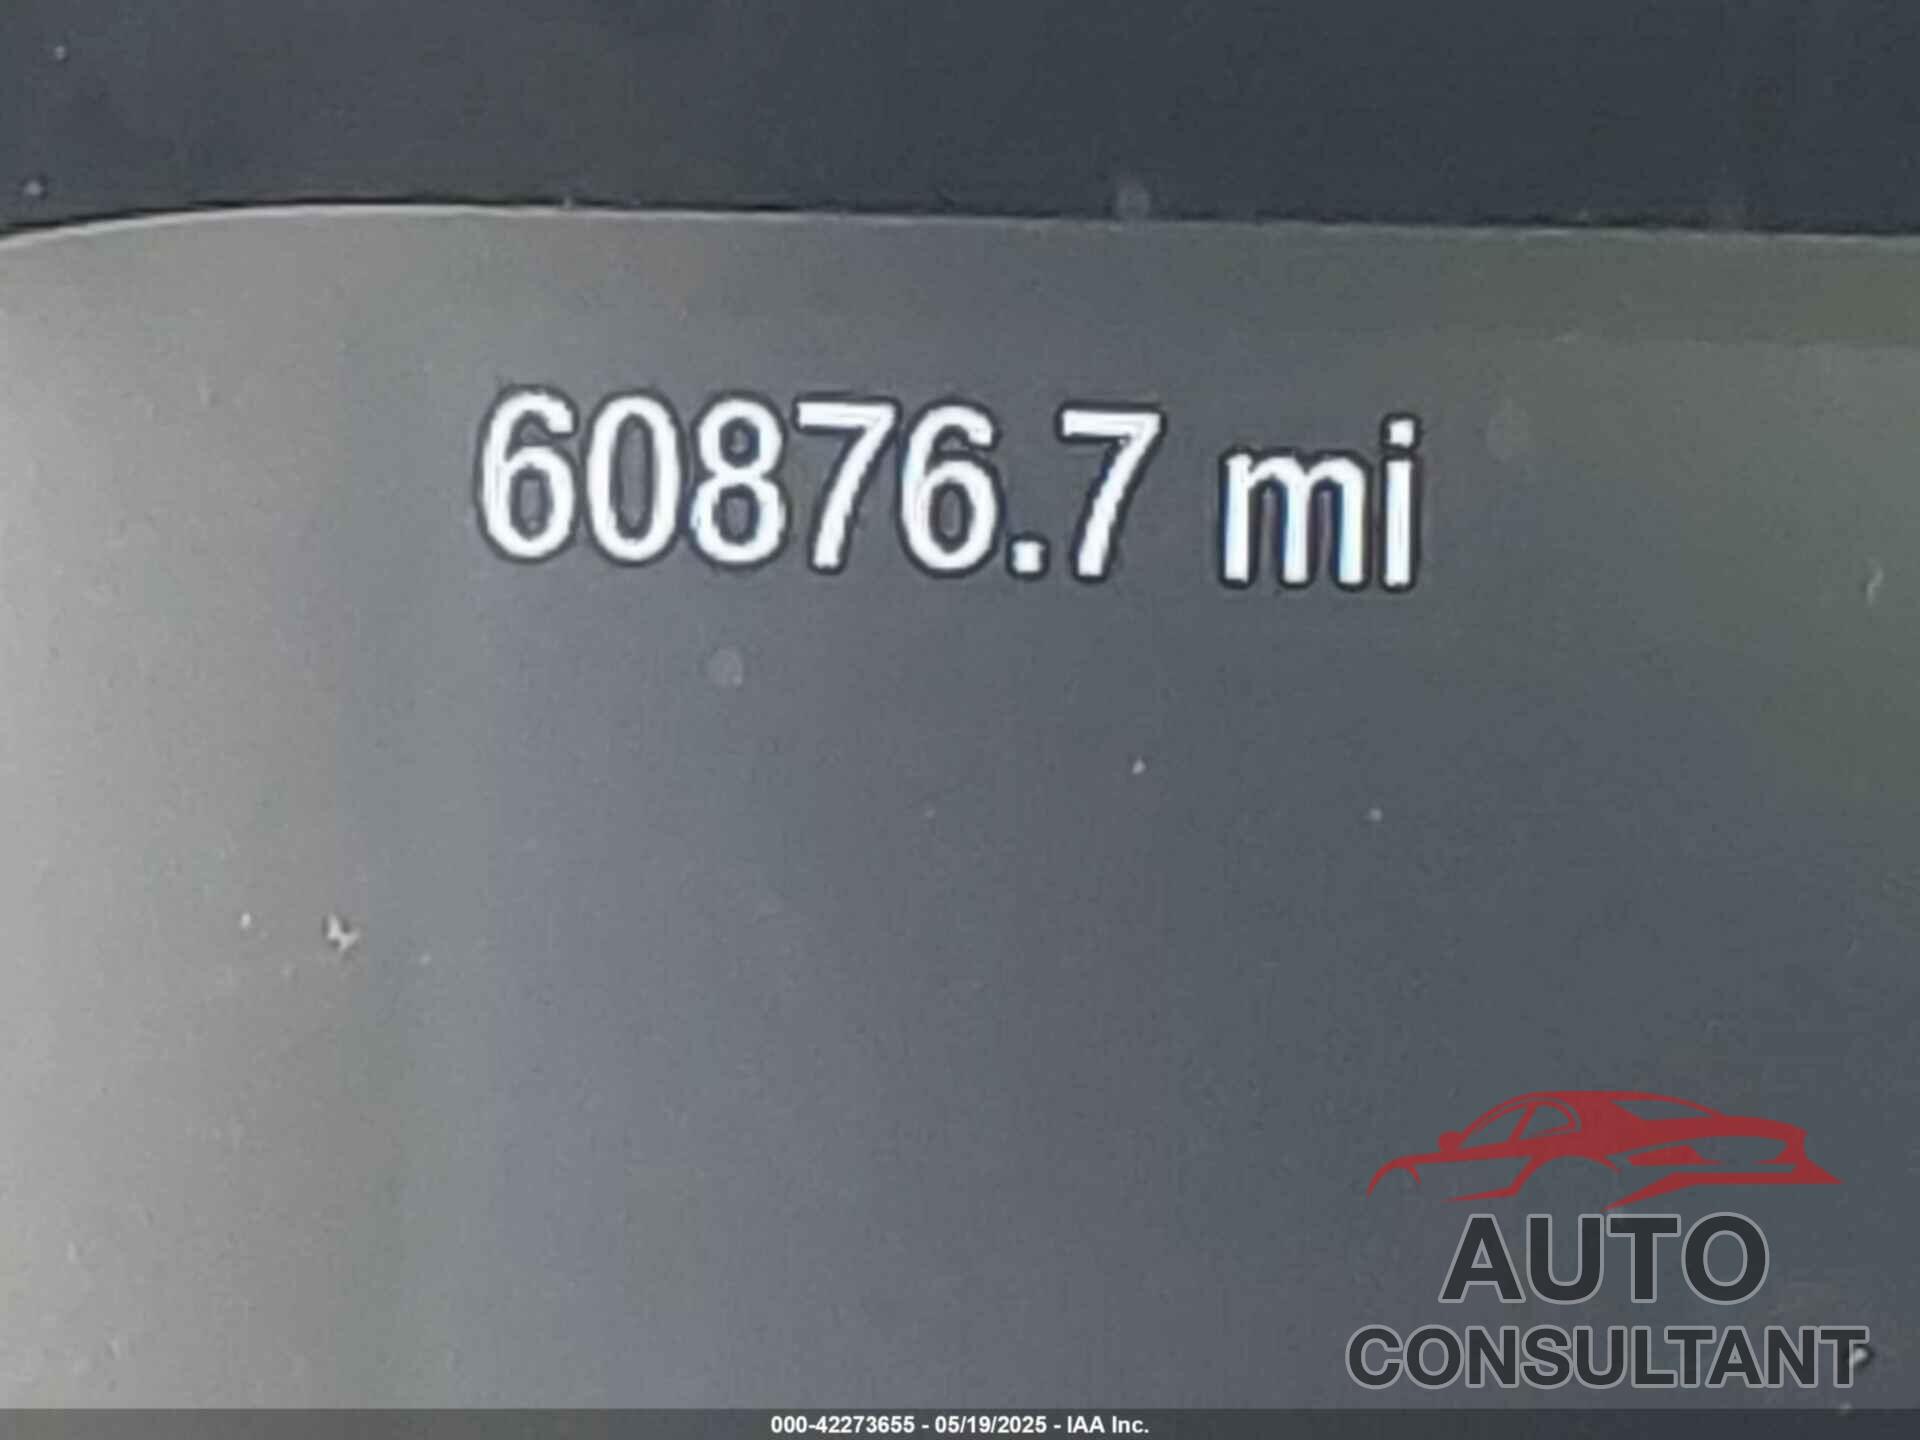 60876.7 mi
AUTO
CONSULTANT
000-42273655 - 05/19/2025 - IAA Inc.